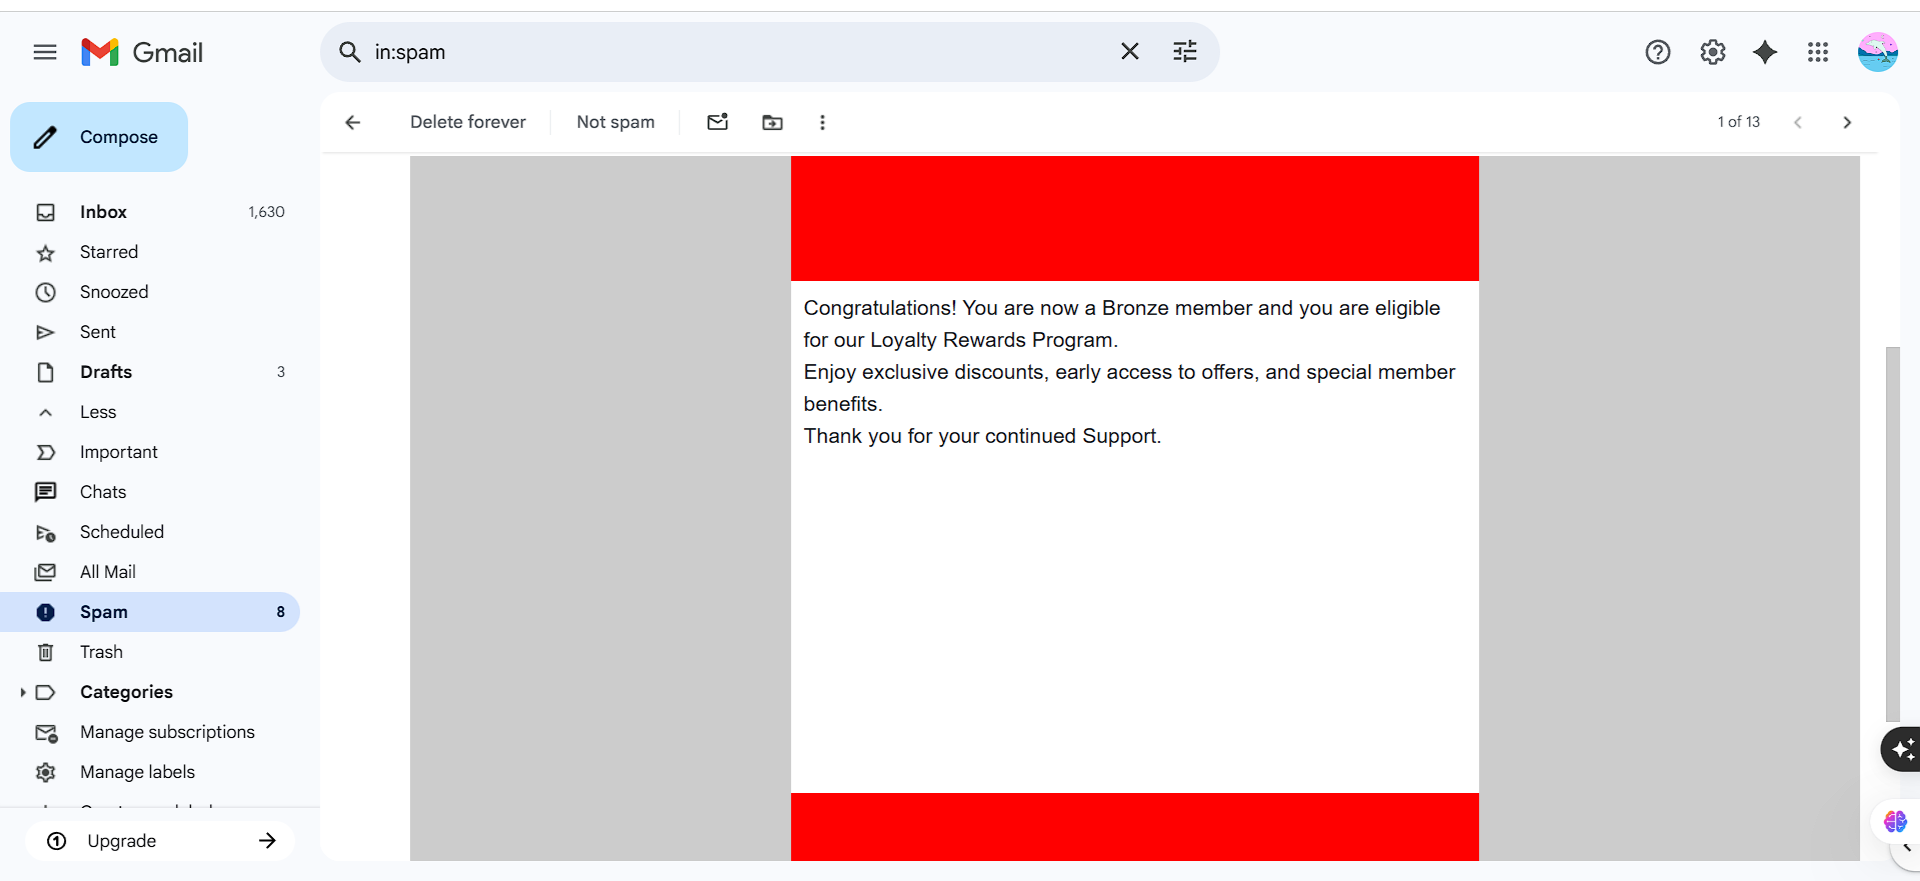 Gmail
in:spam
Compose
Delete forever
Not spam
1 of 13
Inbox 1,630
Starred
Snoozed
Sent
Drafts 3
Less
Important
Chats
Scheduled
All Mail
Spam 8
Trash
Categories
Manage subscriptions
Manage labels
Upgrade
Congratulations! You are now a Bronze member and you are eligible
for our Loyalty Rewards Program.
Enjoy exclusive discounts, early access to offers, and special member
benefits.
Thank you for your continued Support.